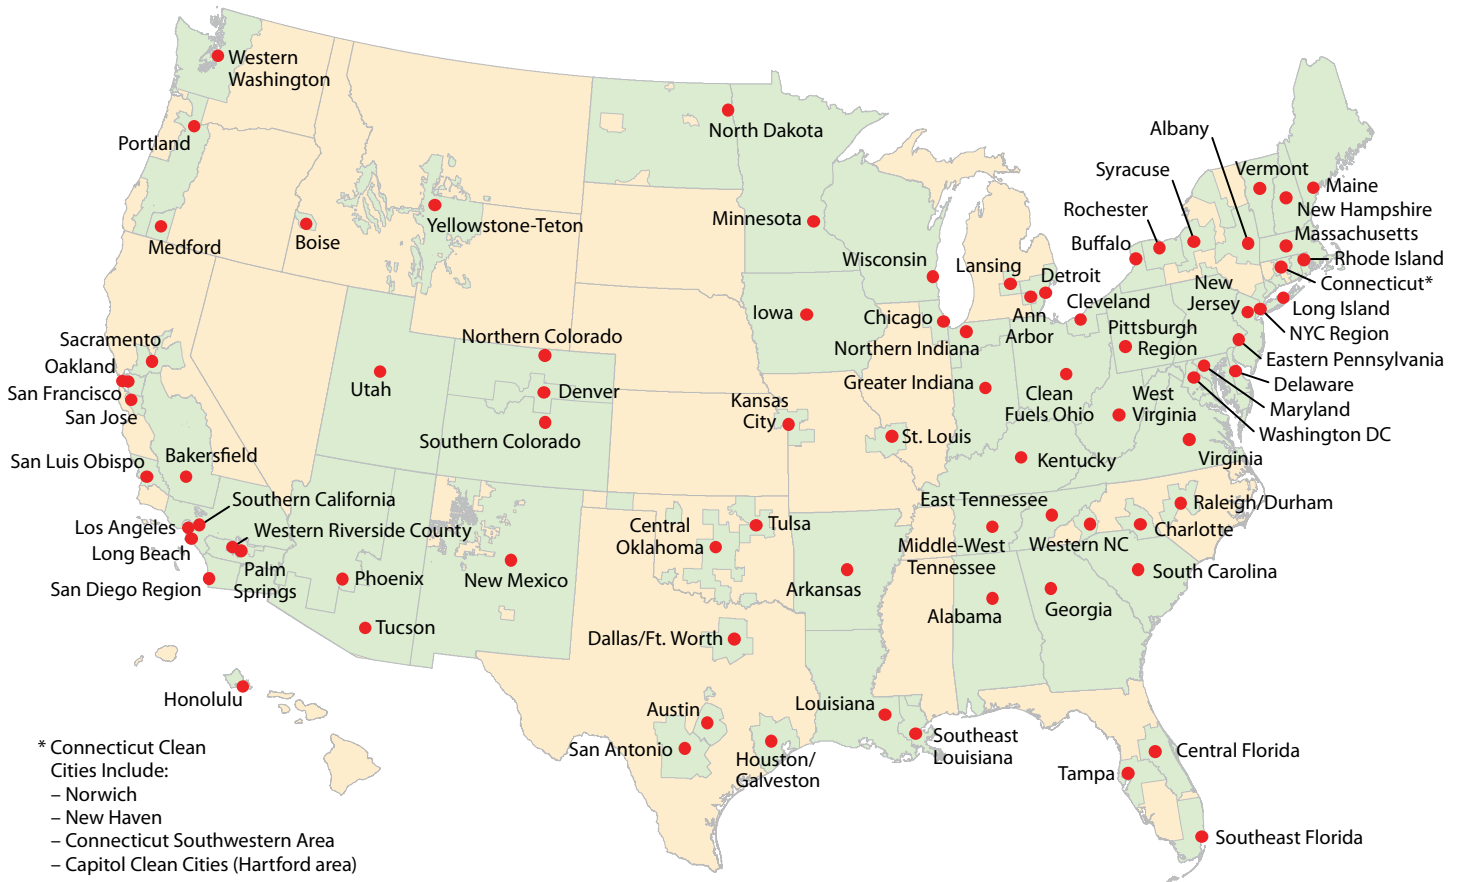 Western
Washington
Portland
Medford
Boise
Yellowstone-Teton
North Dakota
Minnesota
Wisconsin
Iowa
Chicago
Northern Indiana
Greater Indiana
Lansing
Detroit
Ann
Arbor
Cleveland
Clean
Fuels Ohio
Pittsburgh
Region
West
Virginia
Buffalo
Rochester
Syracuse
Albany
Vermont
Maine
New Hampshire
Massachusetts
Rhode Island
Connecticut*
New
Jersey
Long Island
NYC Region
Eastern Pennsylvania
Delaware
Maryland
Washington DC
Virginia
Kentucky
Sacramento
Oakland
San Francisco
San Jose
San Luis Obispo
Bakersfield
Southern California
Los Angeles
Western Riverside County
Long Beach
Palm
Springs
San Diego Region
Utah
Northern Colorado
Denver
Southern Colorado
Phoenix
Tucson
New Mexico
Kansas
City
St. Louis
Central
Oklahoma
Tulsa
Arkansas
East Tennessee
Middle-West
Tennessee
Western NC
Raleigh/Durham
Charlotte
South Carolina
Georgia
Alabama
Dallas/Ft. Worth
Austin
San Antonio
Houston/
Galveston
Louisiana
Southeast
Louisiana
Central Florida
Tampa
Southeast Florida
Honolulu
* Connecticut Clean
Cities Include:
– Norwich
– New Haven
– Connecticut Southwestern Area
– Capitol Clean Cities (Hartford area)